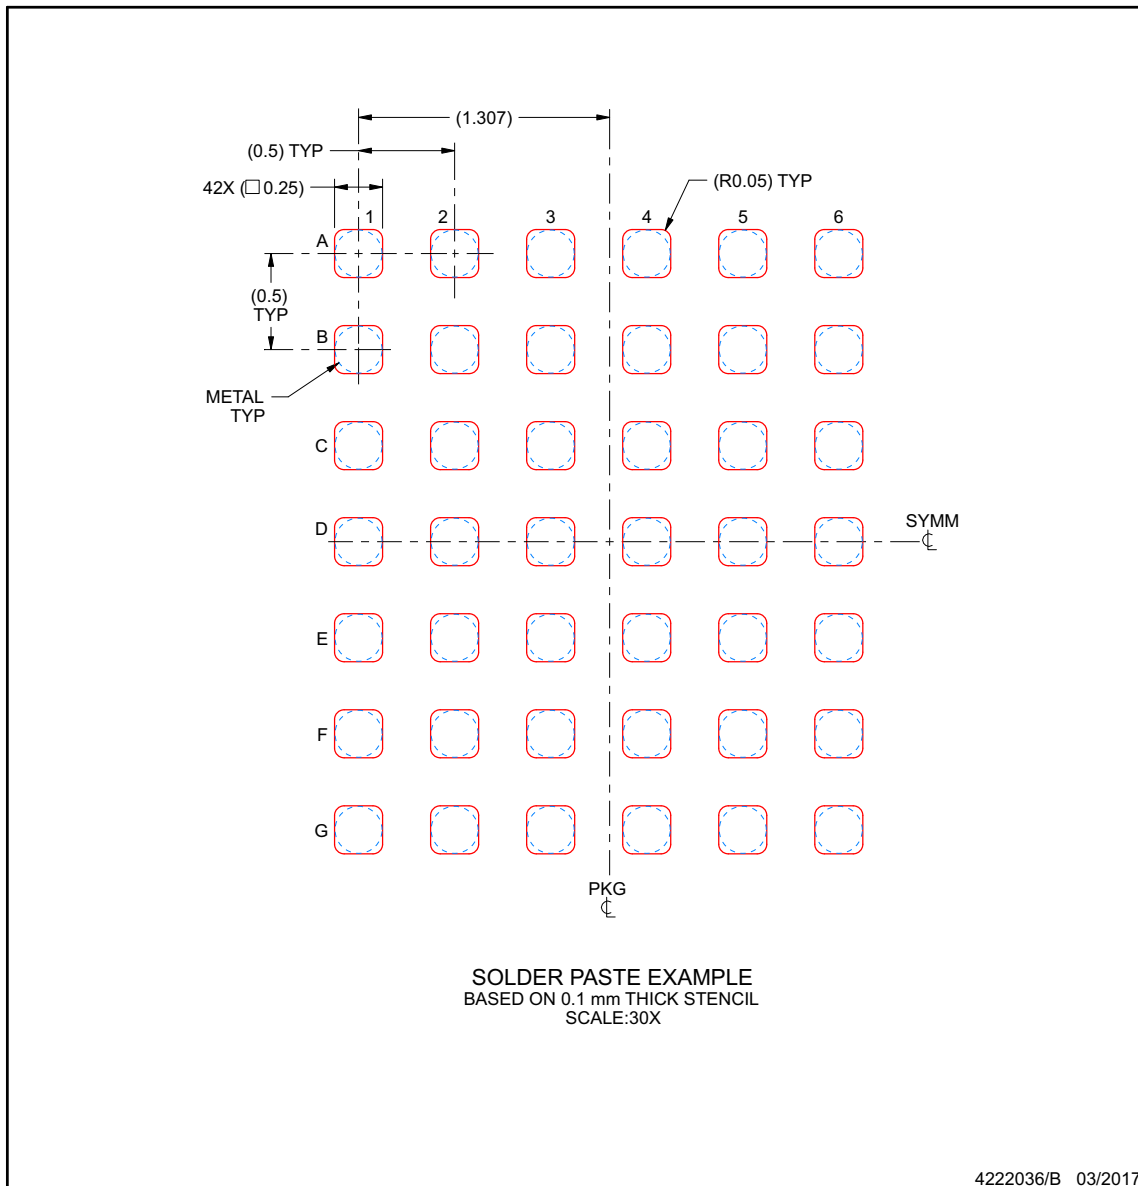 (1.307)
(0.5) TYP
42X (□ 0.25)
(R0.05) TYP
1 2 3 4 5 6
A
(0.5)
TYP
B
METAL
TYP
C
D
SYMM
℄
E
F
G
PKG
℄
SOLDER PASTE EXAMPLE
BASED ON 0.1 mm THICK STENCIL
SCALE:30X
4222036/B 03/2017